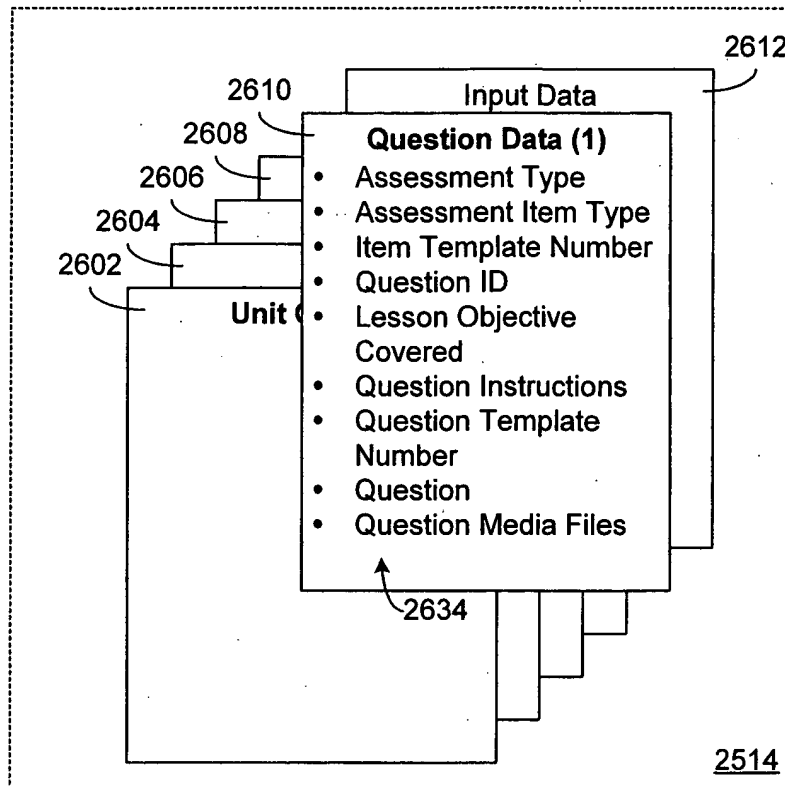 2612
2610
Input Data
2608
Question Data (1)
2606
• Assessment Type
• Assessment Item Type
2604
• Item Template Number
2602
• Question ID
Unit
• Lesson Objective
Covered
• Question Instructions
• Question Template
Number
• Question
• Question Media Files
2634
2514